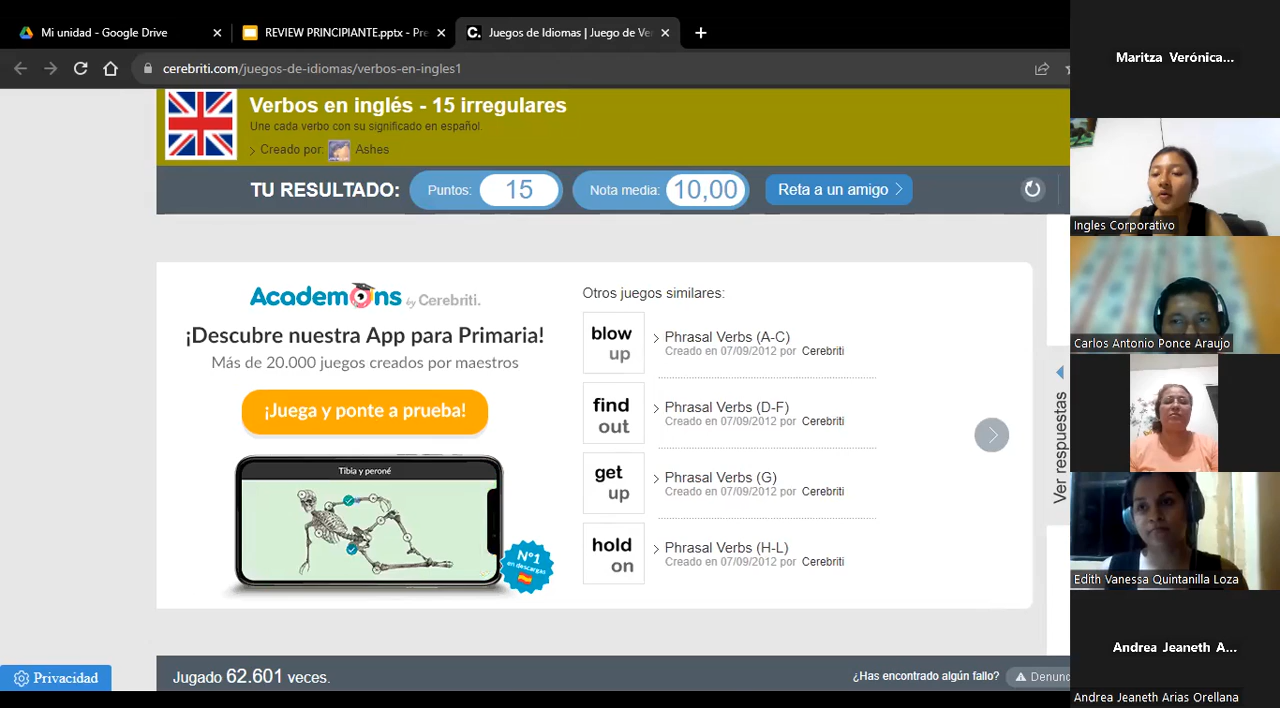 Mi unidad - Google Drive
REVIEW PRINCIPIANTE.pptx - Pre
Juegos de Idiomas | Juego de Ver
cerebriti.com/juegos-de-idiomas/verbos-en-ingles1
Verbos en inglés - 15 irregulares
Une cada verbo con su significado en español.
Creado por: Ashes
TU RESULTADO: Puntos: 15 Nota media: 10,00 Reta a un amigo
Academons by Cerebriti.
¡Descubre nuestra App para Primaria!
Más de 20.000 juegos creados por maestros
¡Juega y ponte a prueba!
Tibia y peroné
Nº1
en descargas
Otros juegos similares:
blow up
Phrasal Verbs (A-C)
Creado en 07/09/2012 por Cerebriti
find out
Phrasal Verbs (D-F)
Creado en 07/09/2012 por Cerebriti
get up
Phrasal Verbs (G)
Creado en 07/09/2012 por Cerebriti
hold on
Phrasal Verbs (H-L)
Creado en 07/09/2012 por Cerebriti
Ver respuestas
Privacidad
Jugado 62.601 veces.
¿Has encontrado algún fallo?
Denunc
Maritza Verónica...
Ingles Corporativo
Carlos Antonio Ponce Araujo
Edith Vanessa Quintanilla Loza
Andrea Jeaneth A...
Andrea Jeaneth Arias Orellana